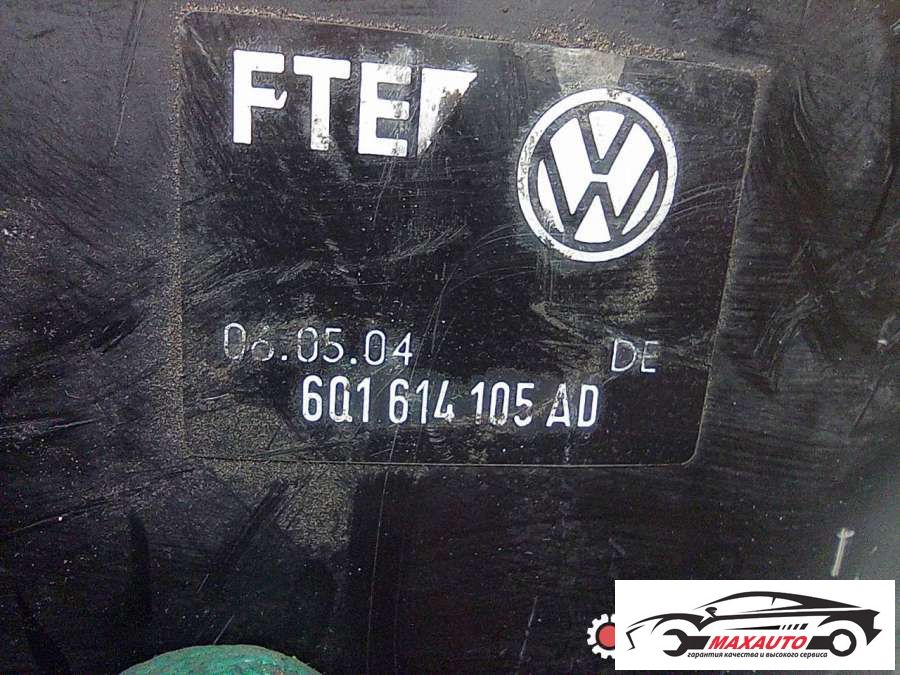 FTE
06.05.04 DE
6Q1 614 105 AD
MAXAUTO
гарантия качества и высокого сервиса